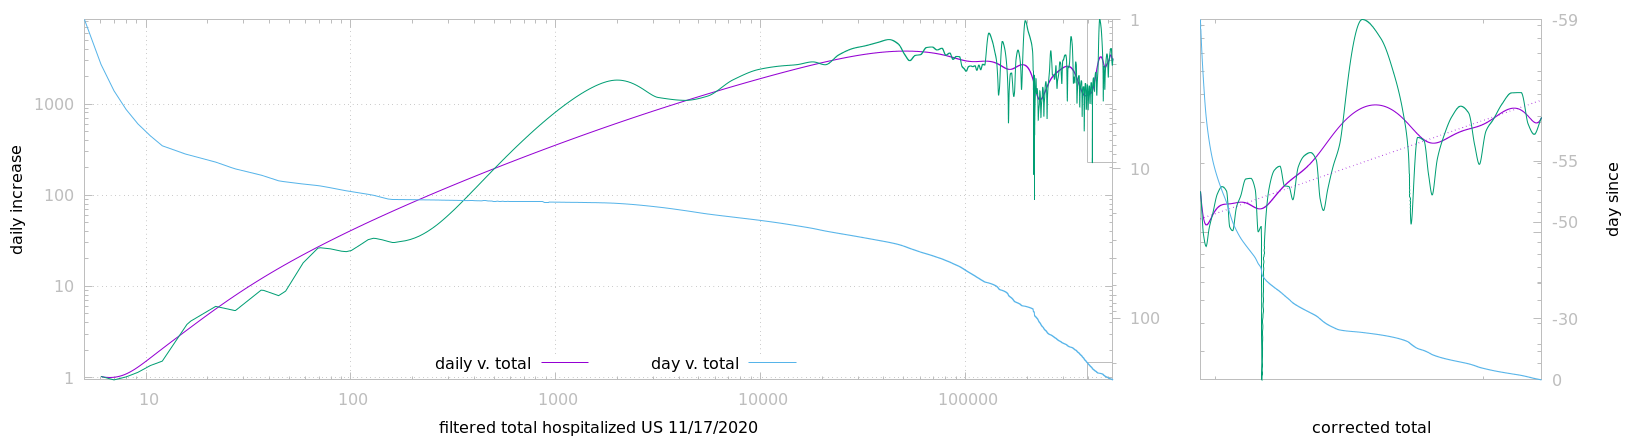 1
-59
1000
daily increase
100
10
1
10
100
-55
-50
-30
0
day since
daily v. total
day v. total
10
100
1000
10000
100000
filtered total hospitalized US 11/17/2020
corrected total